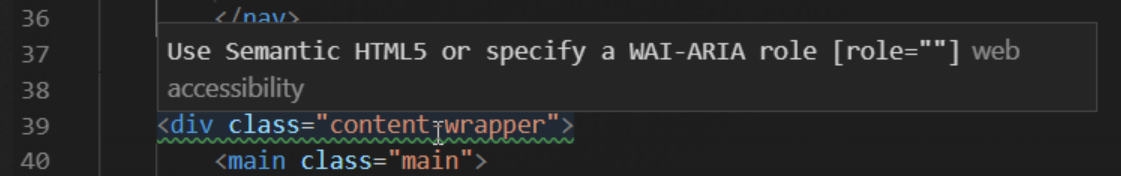 36 </nav>
37 Use Semantic HTML5 or specify a WAI-ARIA role [role=""] web
38 accessibility
39 <div class="content-wrapper">
40 <main class="main">